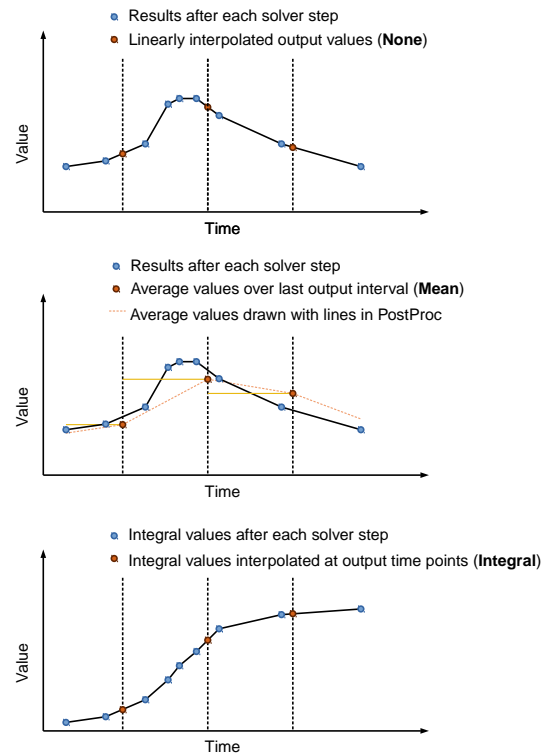 Results after each solver step
Linearly interpolated output values (None)
Value
Time
Results after each solver step
Average values over last output interval (Mean)
Average values drawn with lines in PostProc
Value
Time
Integral values after each solver step
Integral values interpolated at output time points (Integral)
Value
Time